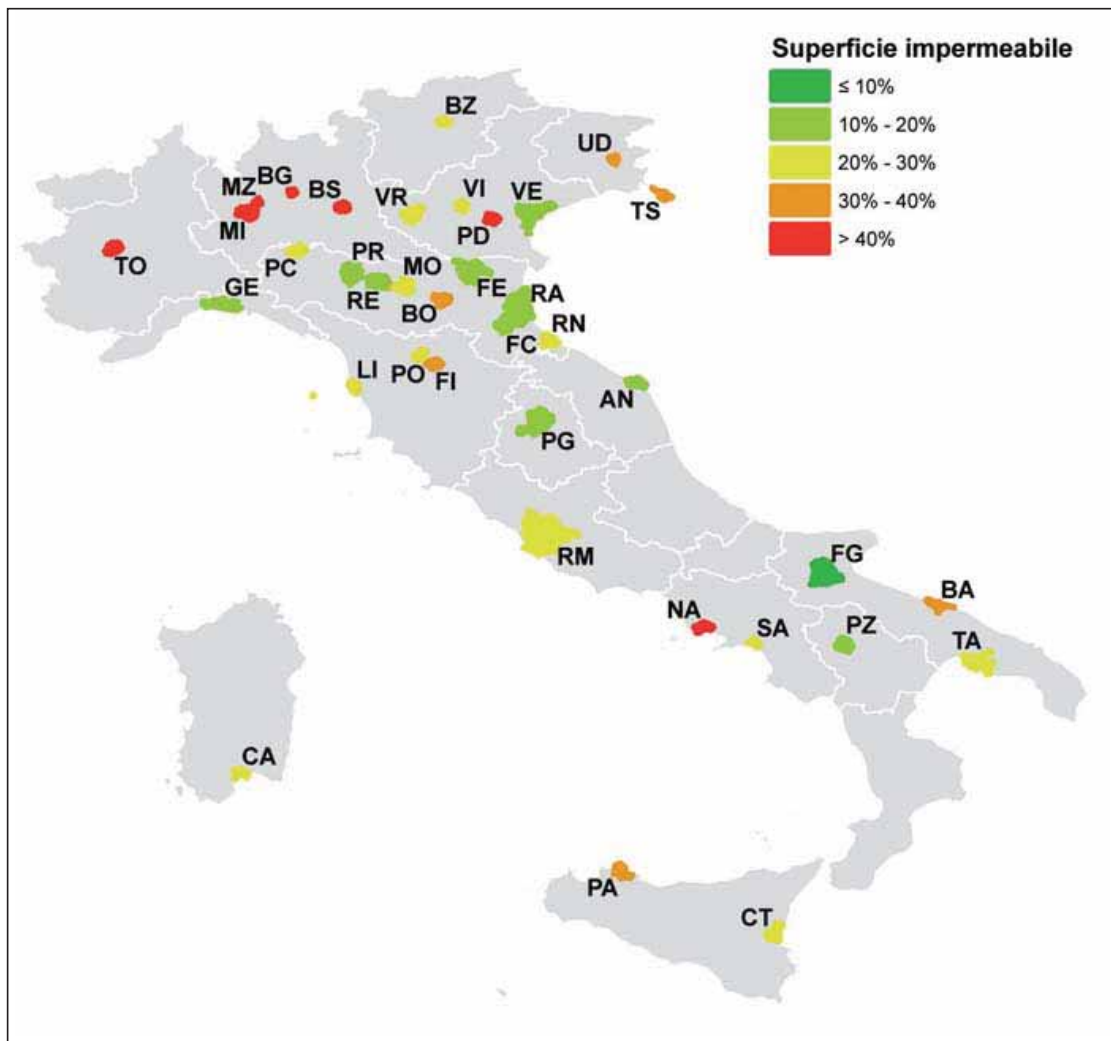 Superficie impermeabile
≤ 10%
10% - 20%
20% - 30%
30% - 40%
> 40%
BZ
UD
BG
MZ
BS
VR
VI
VE
TS
MI
PD
TO
PC
PR
MO
GE
RE
BO
FE
RA
RN
FC
LI
PO
FI
AN
PG
RM
FG
BA
NA
SA
PZ
TA
CA
PA
CT